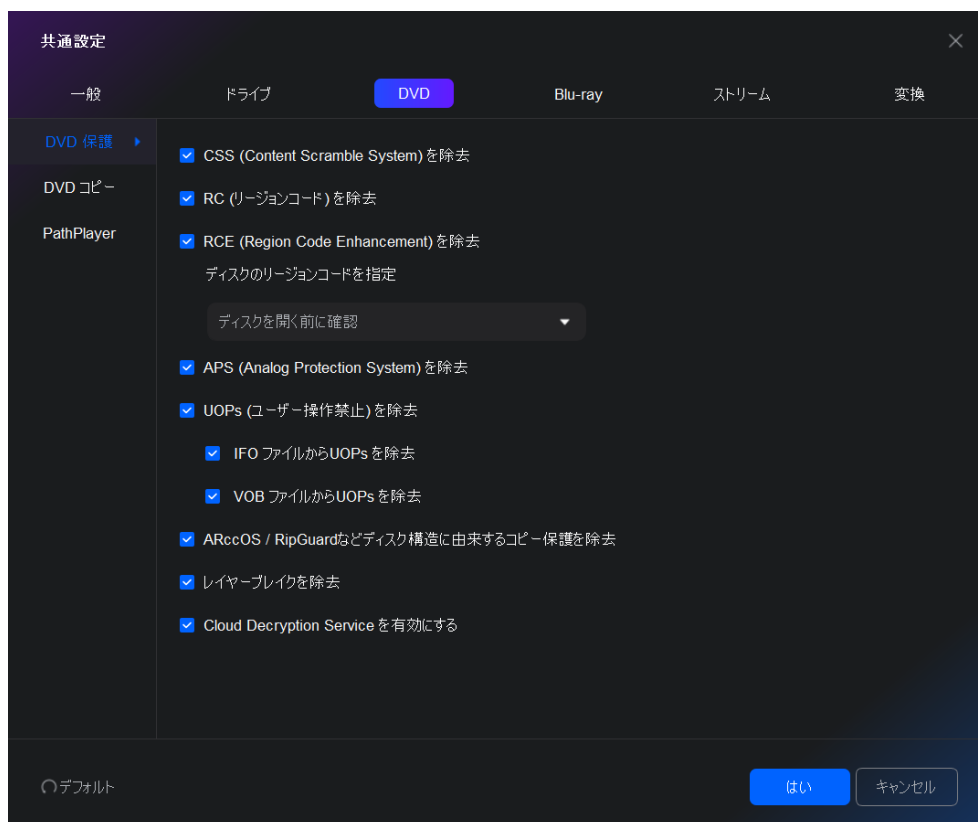 共通設定
一般 ドライブ DVD Blu-ray ストリーム 変換
DVD 保護
DVD コピー
PathPlayer
CSS (Content Scramble System) を除去
RC (リージョンコード) を除去
RCE (Region Code Enhancement) を除去
ディスクのリージョンコードを指定
ディスクを開く前に確認
APS (Analog Protection System) を除去
UOPs (ユーザー操作禁止) を除去
IFO ファイルからUOPs を除去
VOB ファイルからUOPs を除去
ARccOS / RipGuardなどディスク構造に由来するコピー保護を除去
レイヤーブレイクを除去
Cloud Decryption Service を有効にする
デフォルト
はい キャンセル